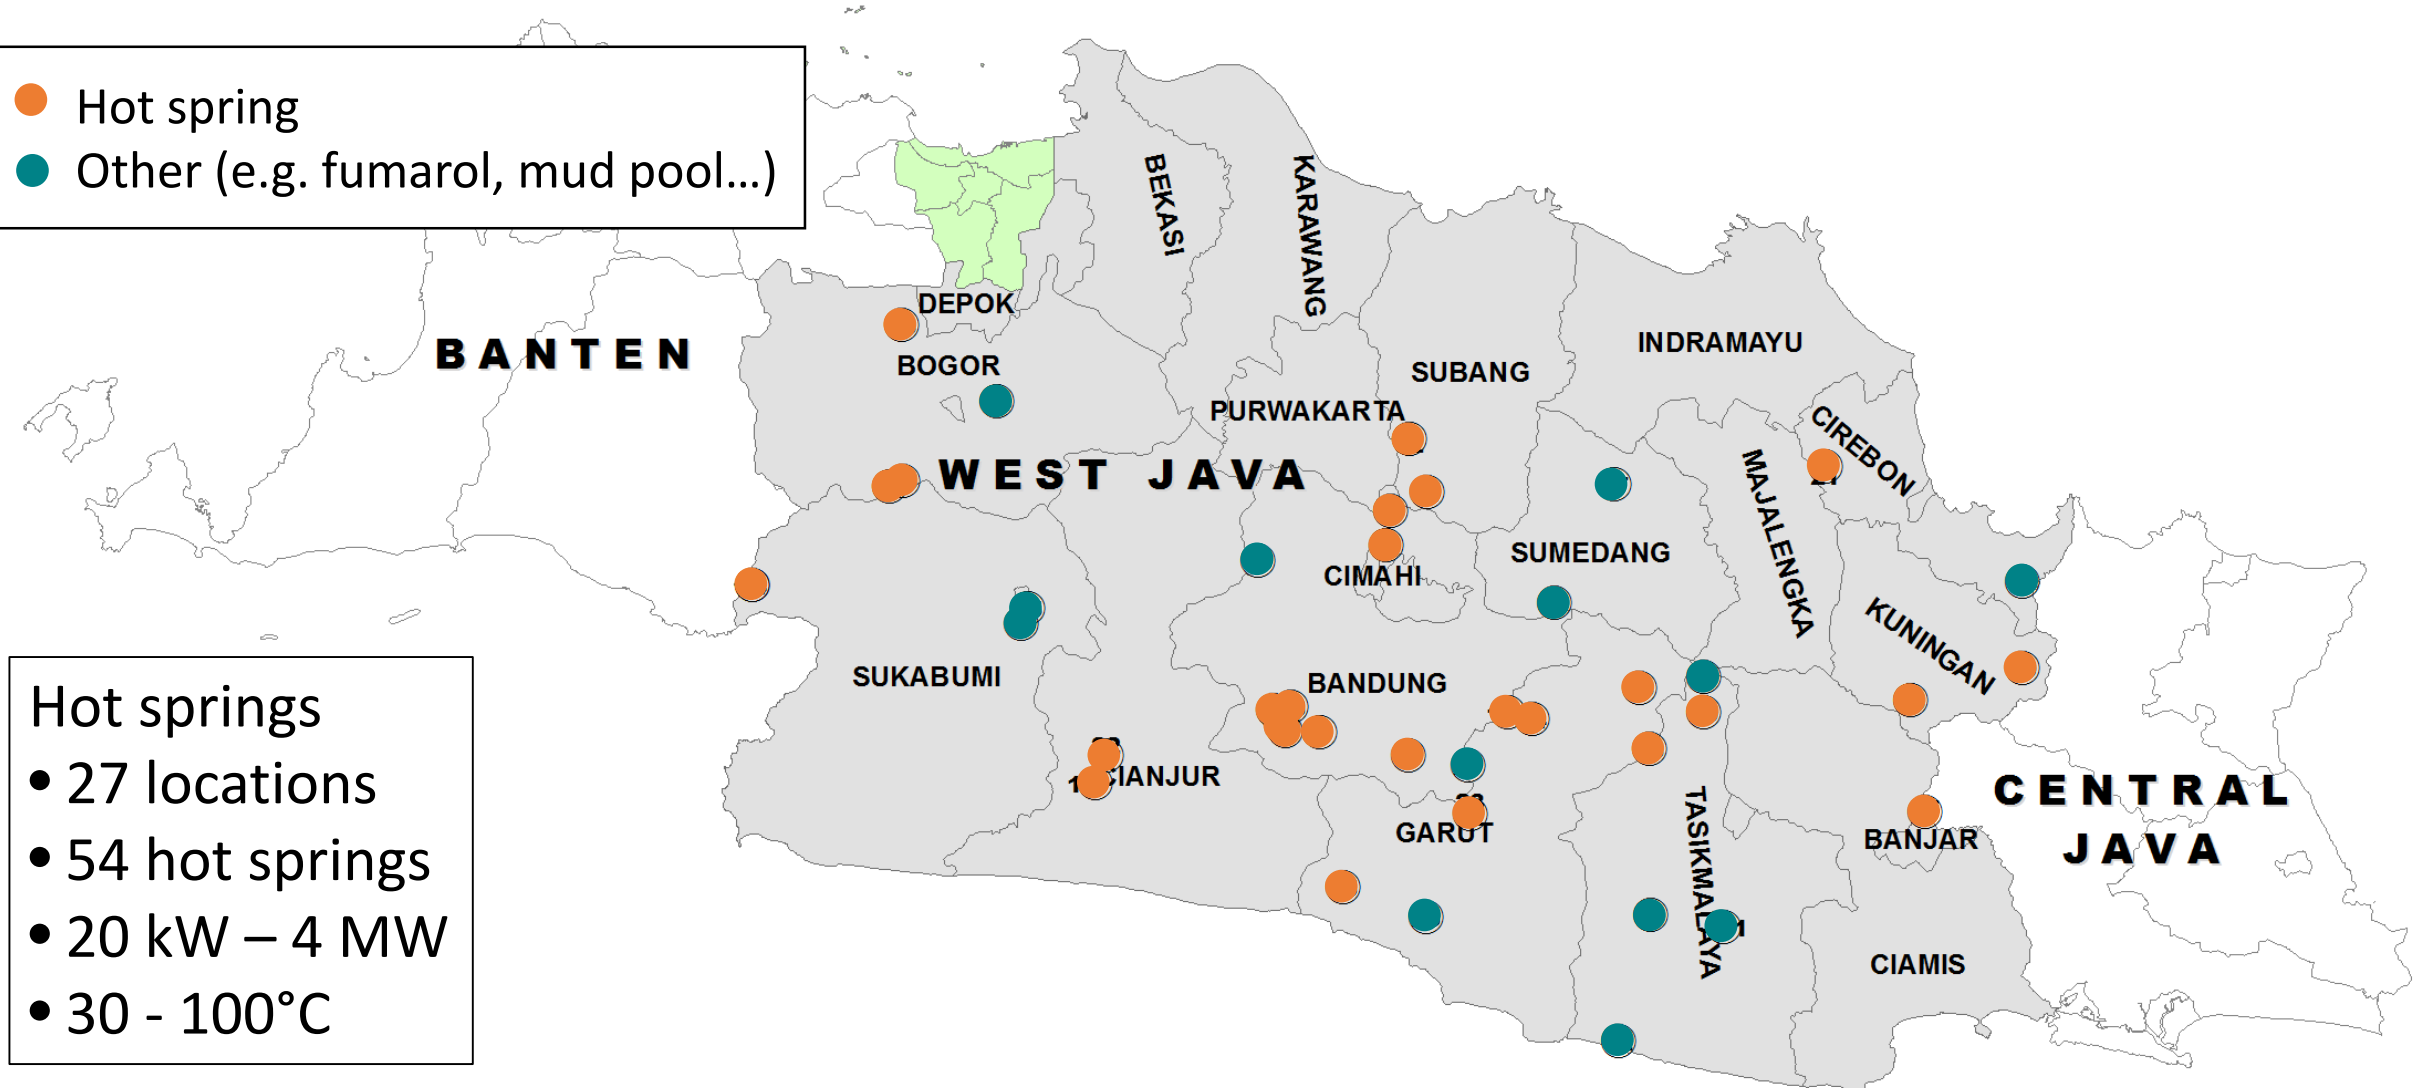 Hot spring
Other (e.g. fumarol, mud pool...)
BEKASI
KARAWANG
DEPOK
BANTEN
BOGOR
INDRAMAYU
SUBANG
PURWAKARTA
CIREBON
WEST JAVA
MAJALENGKA
SUMEDANG
CIMAHI
KUNINGAN
SUKABUMI
BANDUNG
CIANJUR
GARUT
TASIKMALAYA
BANJAR
CENTRAL
JAVA
CIAMIS
Hot springs
• 27 locations
• 54 hot springs
• 20 kW – 4 MW
• 30 - 100°C